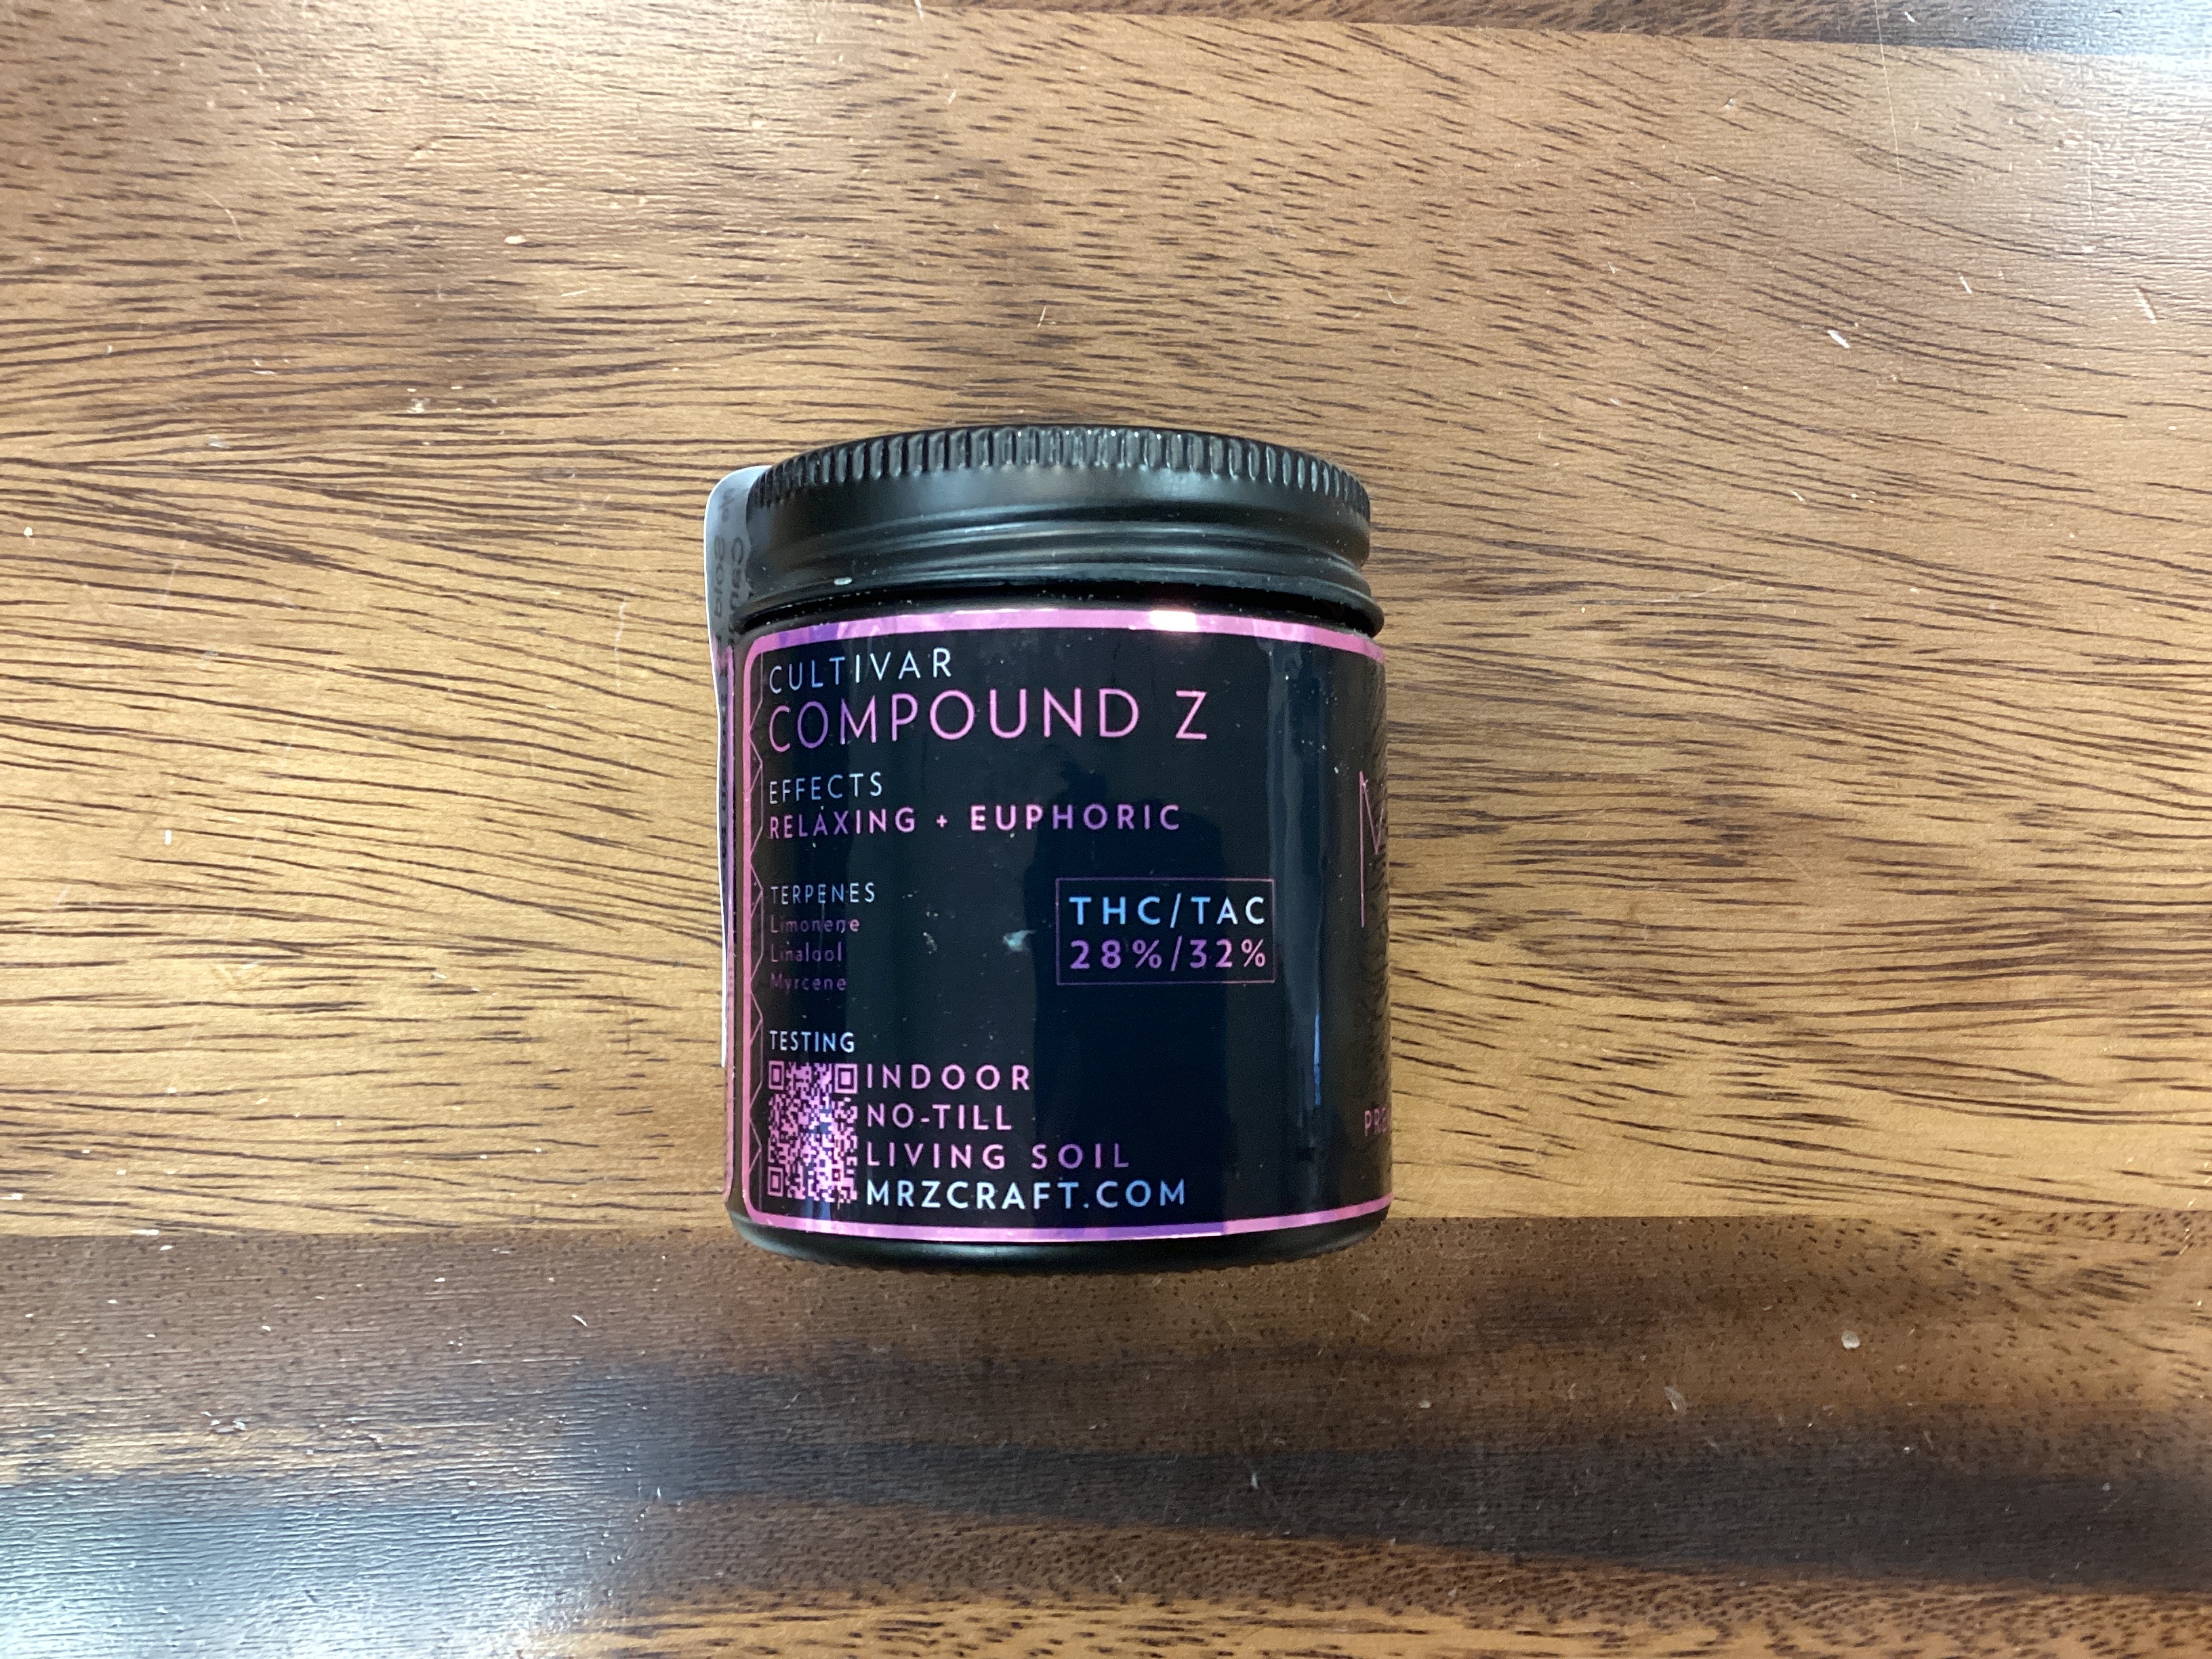 CULTIVAR
COMPOUND Z
EFFECTS
RELAXING + EUPHORIC
TERPENES
Limonene
Linalool
Myrcene
THC/TAC
28%/32%
TESTING
INDOOR
NO-TILL
LIVING SOIL
MRZCRAFT.COM